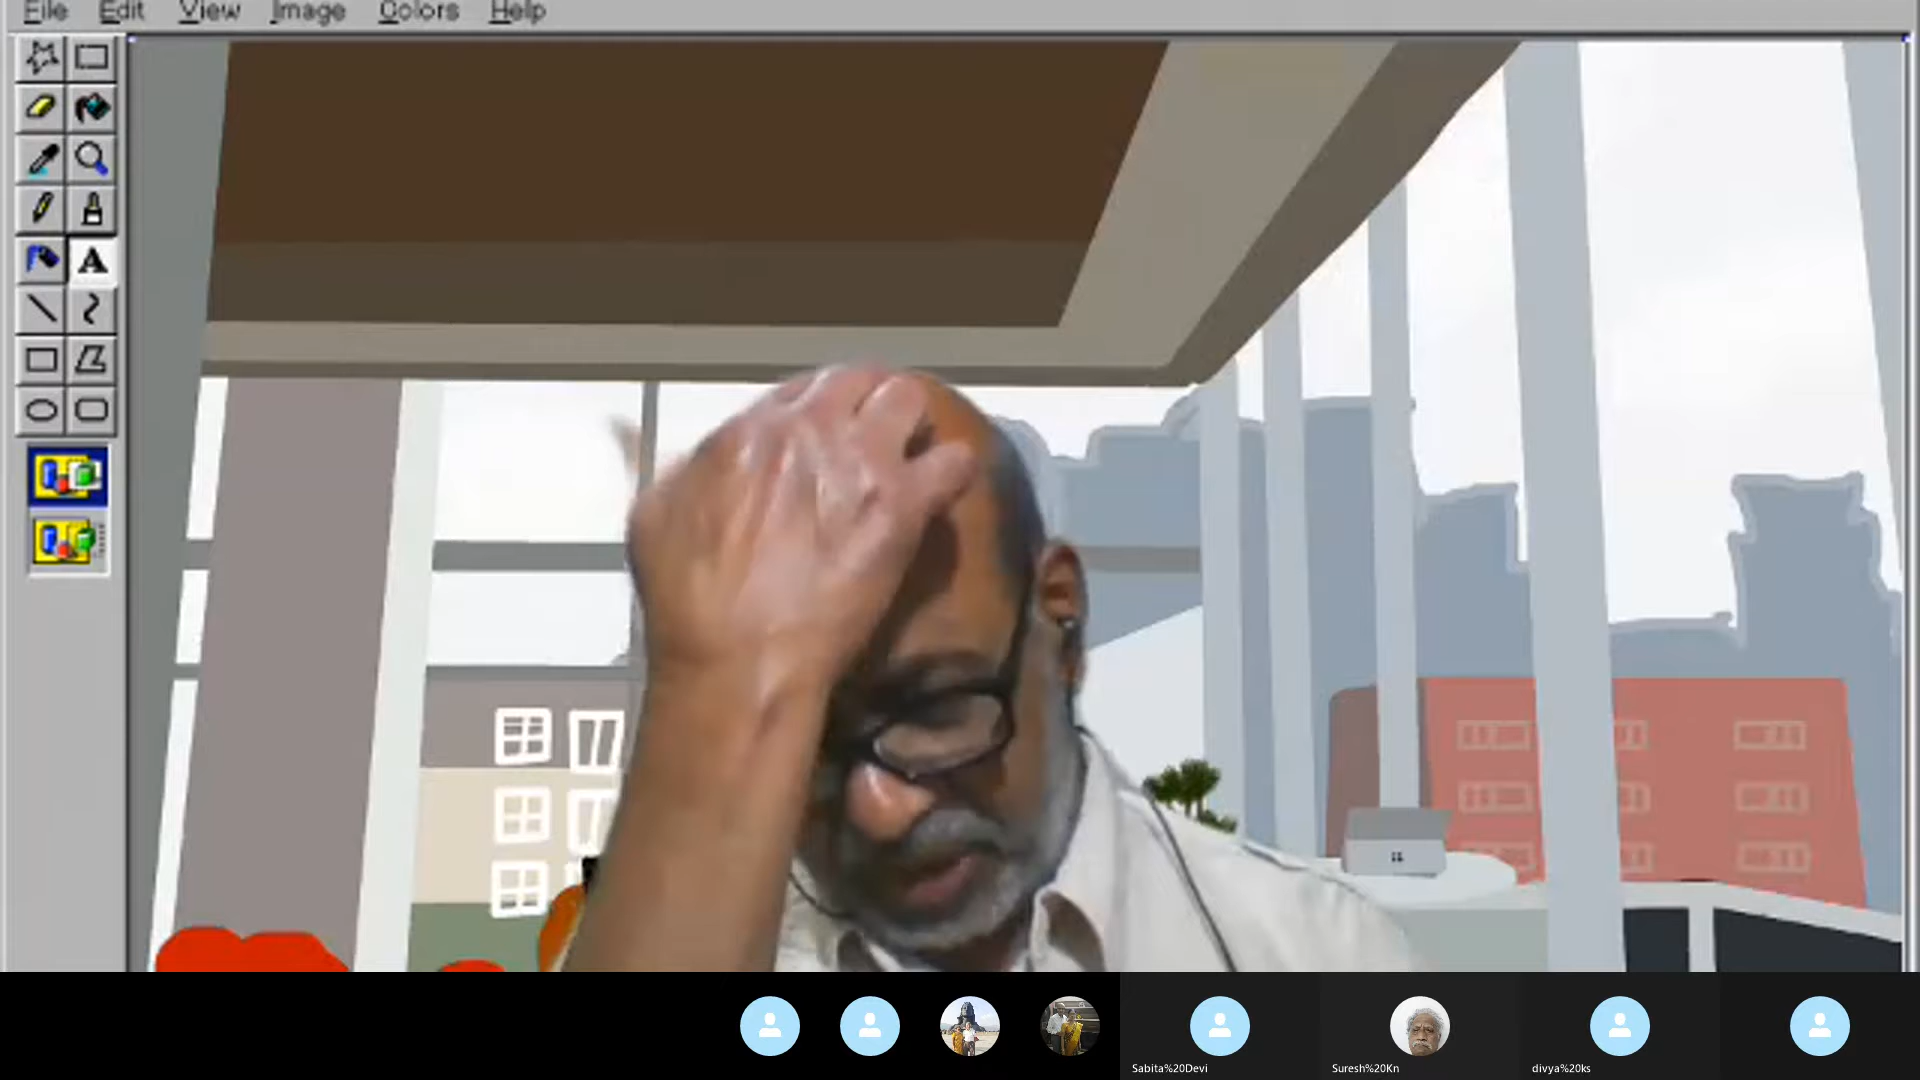 File Edit View Image Colors Help
A
Sabita%20Devi
Suresh%20Kn
divya%20ks